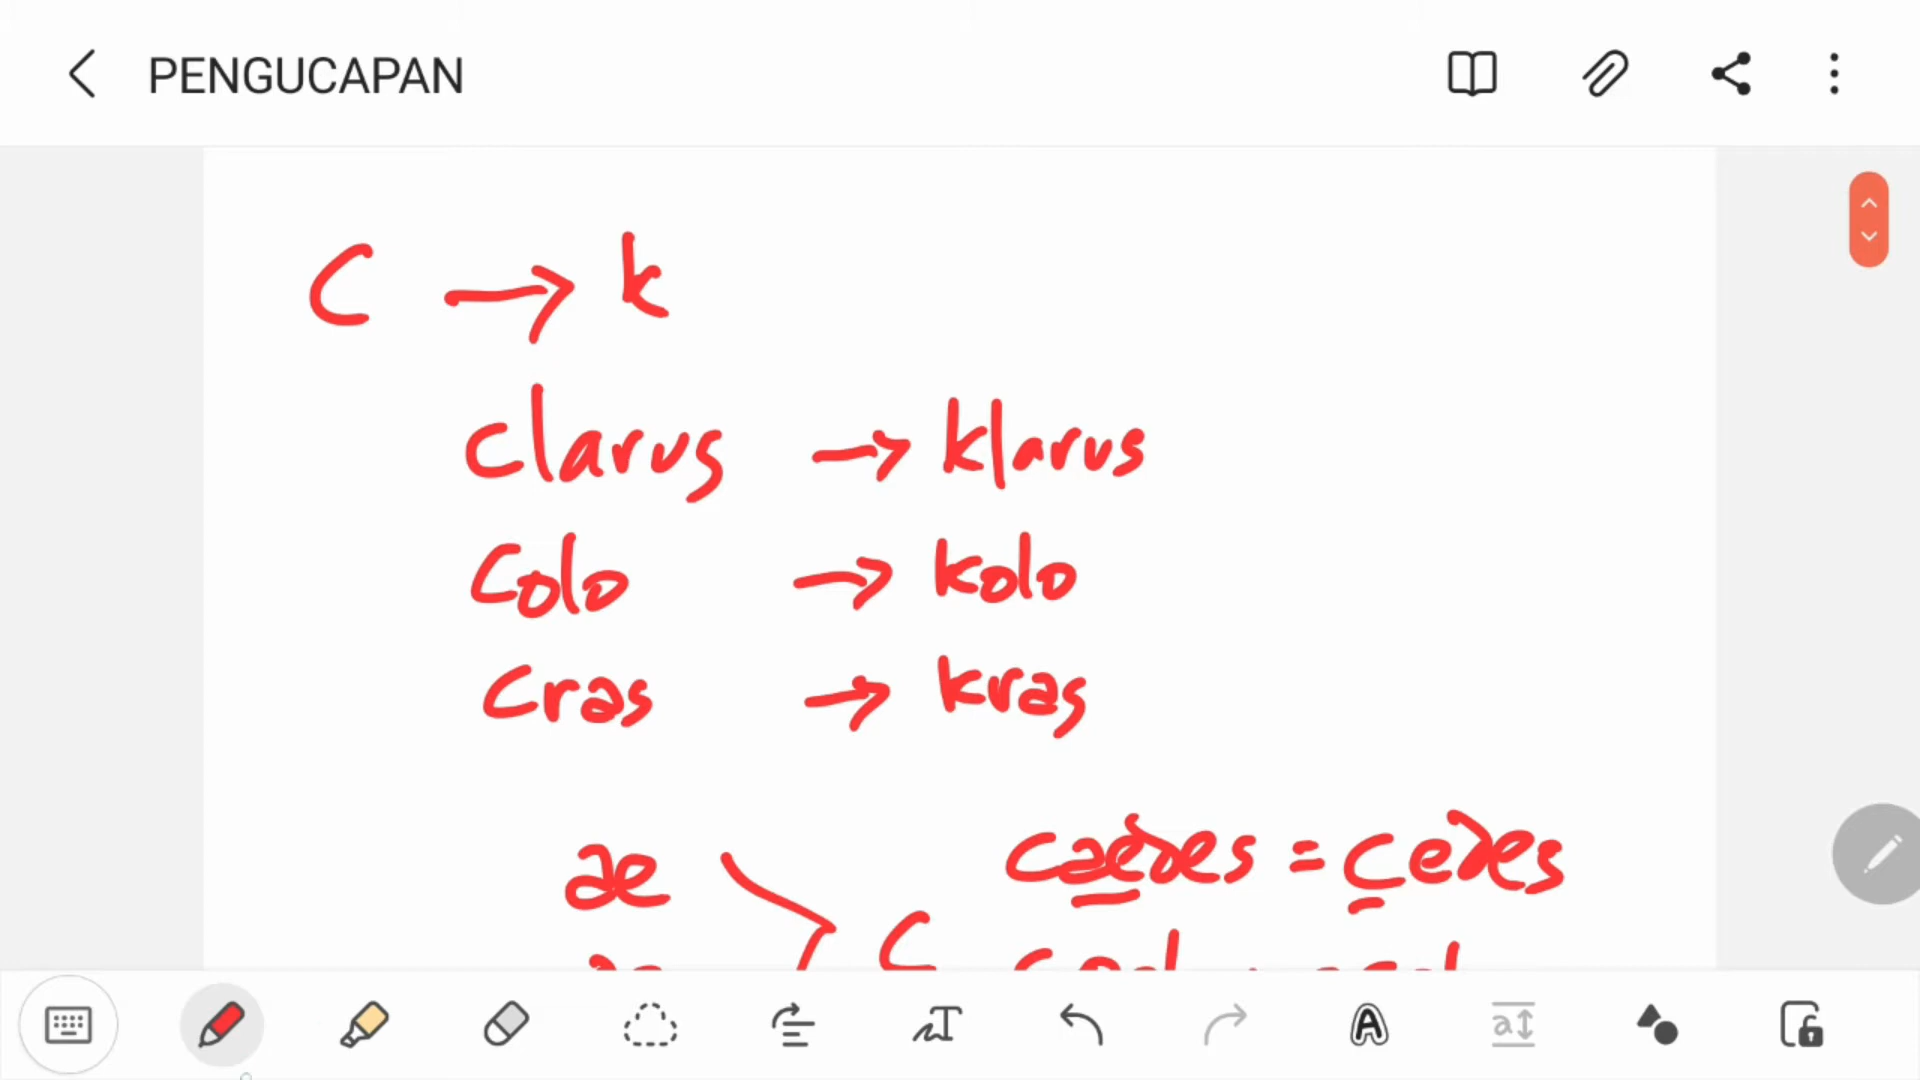 PENGUCAPAN
C → k
clarus → klarus
Colo → kolo
Cras → kras
ae caedes = cedes
C